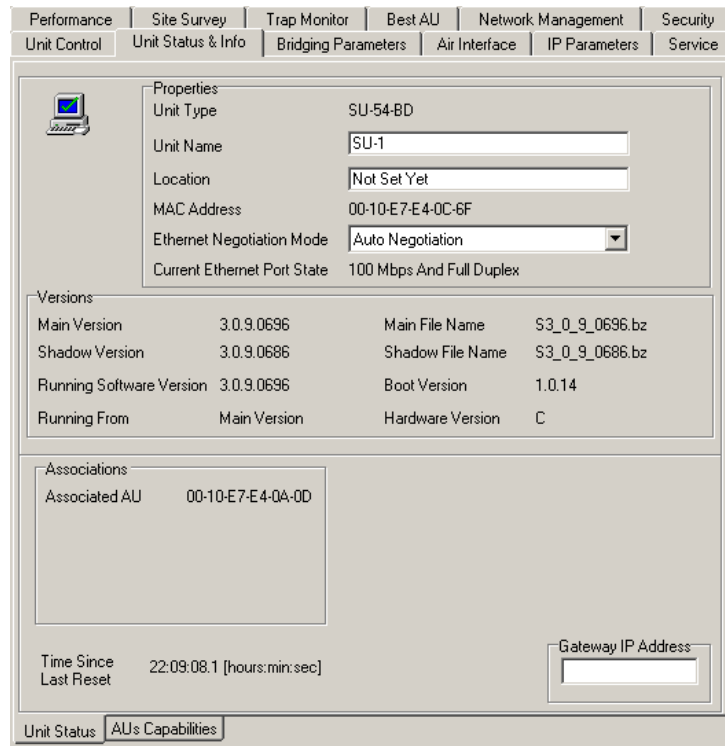 Performance Site Survey Trap Monitor Best AU Network Management Security
Unit Control Unit Status & Info Bridging Parameters Air Interface IP Parameters Service
Properties
Unit Type SU-54-BD
Unit Name SU-1
Location Not Set Yet
MAC Address 00-10-E7-E4-0C-6F
Ethernet Negotiation Mode Auto Negotiation
Current Ethernet Port State 100 Mbps And Full Duplex
Versions
Main Version 3.0.9.0696 Main File Name S3_0_9_0696.bz
Shadow Version 3.0.9.0686 Shadow File Name S3_0_9_0686.bz
Running Software Version 3.0.9.0696 Boot Version 1.0.14
Running From Main Version Hardware Version C
Associations
Associated AU 00-10-E7-E4-0A-0D
Gateway IP Address
Time Since
Last Reset 22:09:08.1 [hours:min:sec]
Unit Status AUs Capabilities